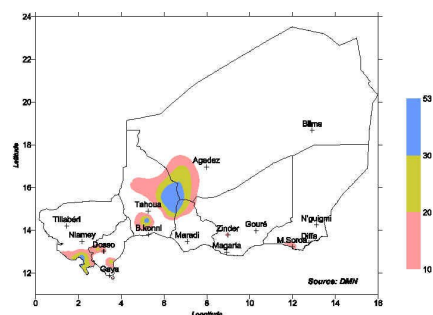 24
22
20
18
16
14
12
Latitude
0 2 4 6 8 10 12 14 16
Longitude
Bilma
Agadez
Tahoua
Tillabéri
Niamey
B.konni
Dosso
Gaya
Maradi
Zinder
Magaria
Gouré
N'guigmi
Diffa
M.Soroa
Source: DMN
53
30
20
10